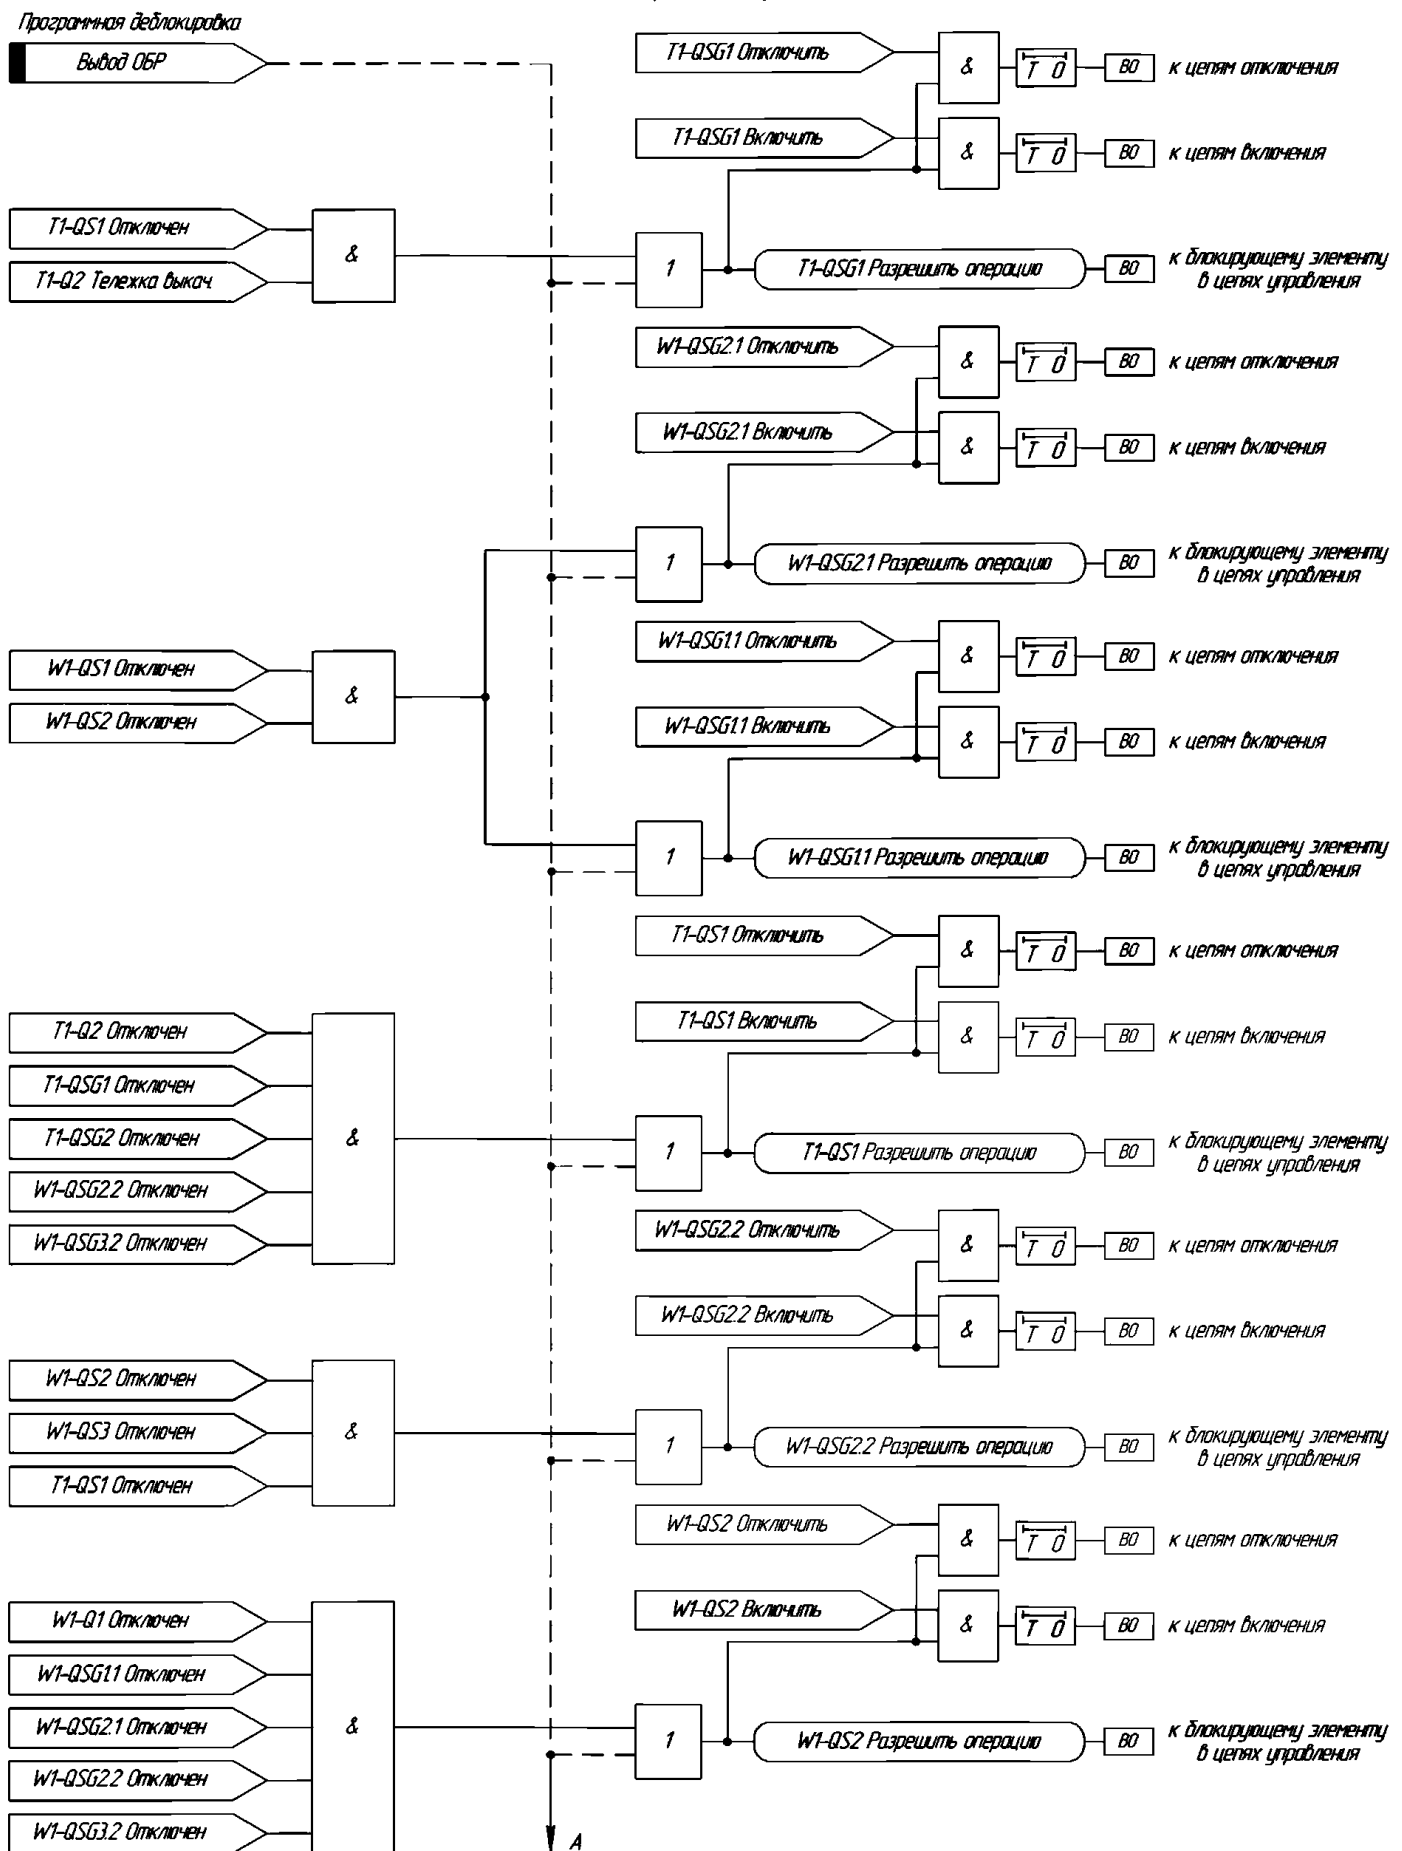 Программная деблокировка
Вывод ОБР
T1-QSG1 Отключить
&
T 0
ВО
к цепям отключения
T1-QSG1 Включить
&
T 0
ВО
к цепям включения
T1-QS1 Отключен
T1-Q2 Тележка выкач.
&
1
T1-QSG1 Разрешить операцию
ВО
к блокирующему элементу
в цепях управления
W1-QSG2.1 Отключить
&
T 0
ВО
к цепям отключения
W1-QSG2.1 Включить
&
T 0
ВО
к цепям включения
1
W1-QSG2.1 Разрешить операцию
ВО
к блокирующему элементу
в цепях управления
W1-QS1 Отключен
W1-QS2 Отключен
&
W1-QSG1.1 Отключить
&
T 0
ВО
к цепям отключения
W1-QSG1.1 Включить
&
T 0
ВО
к цепям включения
1
W1-QSG1.1 Разрешить операцию
ВО
к блокирующему элементу
в цепях управления
T1-QS1 Отключить
&
T 0
ВО
к цепям отключения
T1-QS1 Включить
&
T 0
ВО
к цепям включения
T1-Q2 Отключен
T1-QSG1 Отключен
T1-QSG2 Отключен
W1-QSG2.2 Отключен
W1-QSG3.2 Отключен
&
1
T1-QS1 Разрешить операцию
ВО
к блокирующему элементу
в цепях управления
W1-QSG2.2 Отключить
&
T 0
ВО
к цепям отключения
W1-QSG2.2 Включить
&
T 0
ВО
к цепям включения
W1-QS2 Отключен
W1-QS3 Отключен
T1-QS1 Отключен
&
1
W1-QSG2.2 Разрешить операцию
ВО
к блокирующему элементу
в цепях управления
W1-QS2 Отключить
&
T 0
ВО
к цепям отключения
W1-QS2 Включить
&
T 0
ВО
к цепям включения
W1-Q1 Отключен
W1-QSG1.1 Отключен
W1-QSG2.1 Отключен
W1-QSG2.2 Отключен
W1-QSG3.2 Отключен
&
1
W1-QS2 Разрешить операцию
ВО
к блокирующему элементу
в цепях управления
А